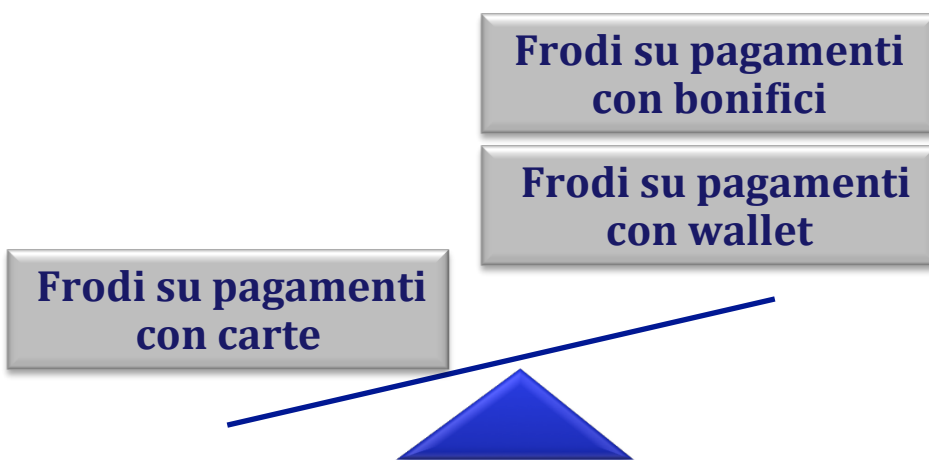 Frodi su pagamenti
con bonifici
Frodi su pagamenti
con wallet
Frodi su pagamenti
con carte